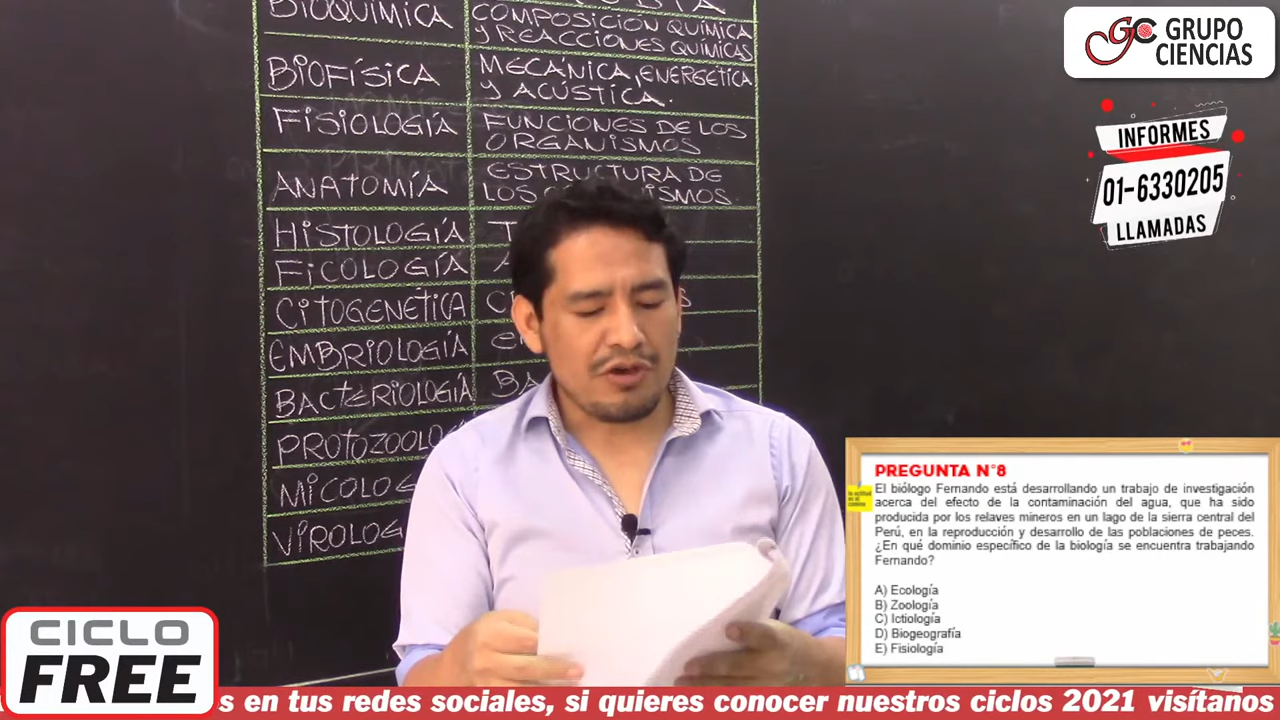 BIOQUÍMICA
COMPOSICIÓN QUÍMICA
Y REACCIONES QUÍMICAS
BIOFÍSICA
MECÁNICA, ENERGÉTICA
Y ACÚSTICA.
FISIOLOGÍA
FUNCIONES DE LOS
ORGANISMOS
ANATOMÍA
ESTRUCTURA DE
LOS
HISTOLOGÍA
FICOLOGÍA
CITOGENÉTICA
EMBRIOLOGÍA
BACTERIOLOGÍA
GRUPO
CIENCIAS
INFORMES
01-6330205
LLAMADAS
PREGUNTA N°8
El biólogo Fernando está desarrollando un trabajo de investigación
acerca del efecto de la contaminación del agua, que ha sido
producida por los relaves mineros en un lago de la sierra central del
Perú, en la reproducción y desarrollo de las poblaciones de peces.
¿En qué dominio específico de la biología se encuentra trabajando
Fernando?
A) Ecología
B) Zoología
C) Ictiología
D) Biogeografía
E) Fisiología
CICLO
FREE
s en tus redes sociales, si quieres conocer nuestros ciclos 2021 visítanos